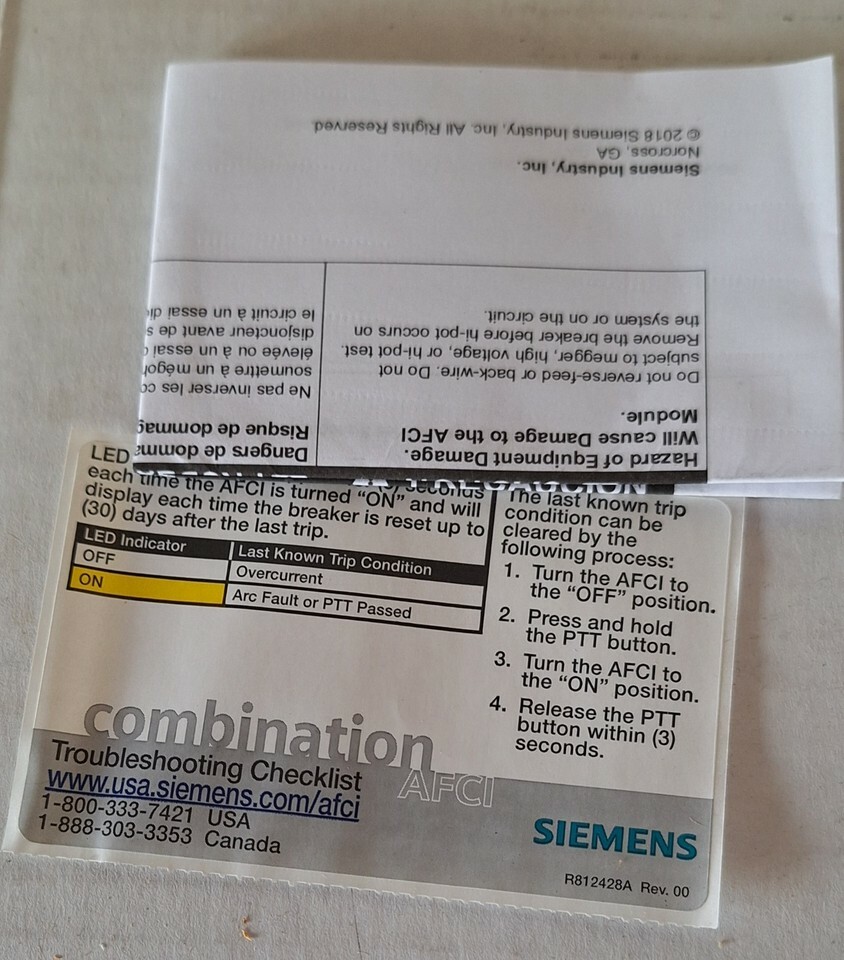 © 2018 Siemens Industry, Inc. All Rights Reserved
Norcross, GA
Siemens Industry, Inc.
Hazard of Equipment Damage.
Will cause Damage to the AFCI
Module.
Do not reverse-feed or back-wire. Do not
subject to megger, high voltage, or hi-pot test.
Remove the breaker before hi-pot occurs on
the system or on the circuit.
Dangers de
Risque de
Ne pas inverser les
soumettre à un
élevée ou à un essai
disjoncteur avant de
le circuit à un essai
LED
seconds
each time the AFCI is turned “ON” and will
display each time the breaker is reset up to
(30) days after the last trip.
LED Indicator Last Known Trip Condition
OFF Overcurrent
ON Arc Fault or PTT Passed
The last known trip
condition can be
cleared by the
following process:
1. Turn the AFCI to
the “OFF” position.
2. Press and hold
the PTT button.
3. Turn the AFCI to
the “ON” position.
4. Release the PTT
button within (3)
seconds.
combination
AFCI
Troubleshooting Checklist
www.usa.siemens.com/afci
1-800-333-7421 USA
1-888-303-3353 Canada
SIEMENS
R812428A Rev. 00